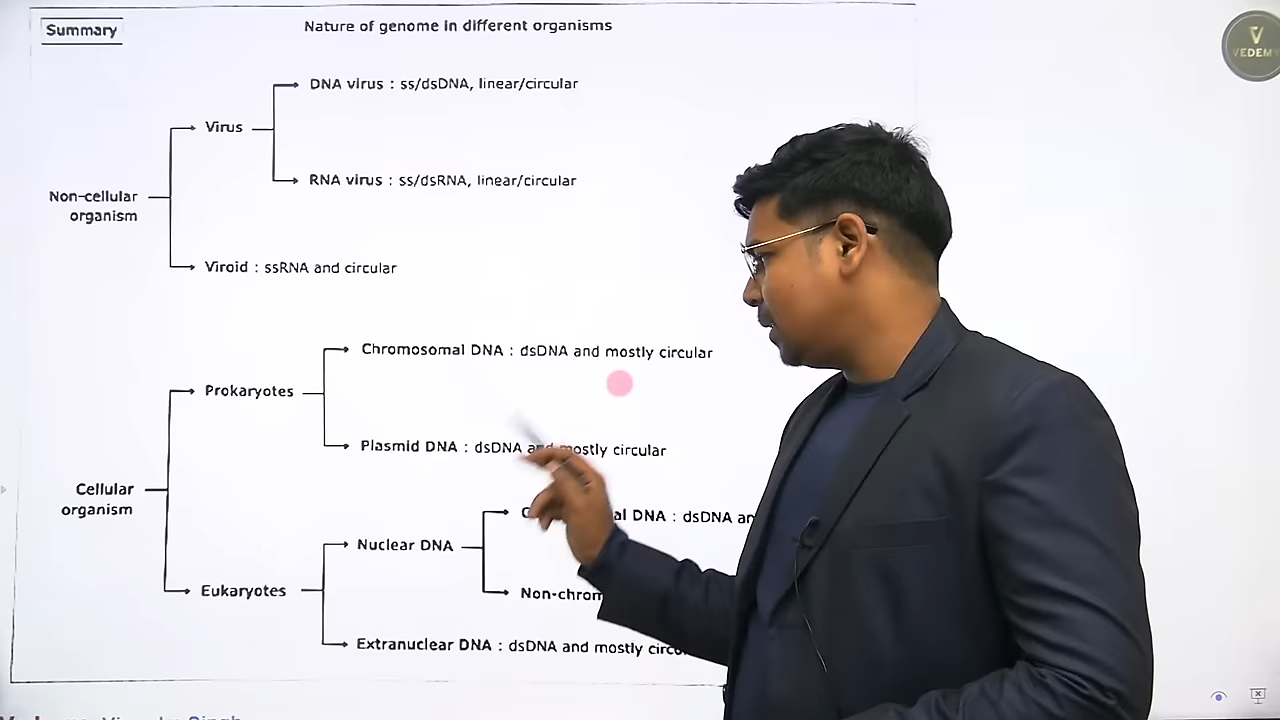 Summary
Nature of genome in different organisms
VEDEM
DNA virus : ss/dsDNA, linear/circular
Virus
RNA virus : ss/dsRNA, linear/circular
Non-cellular
organism
Viroid : ssRNA and circular
Chromosomal DNA : dsDNA and mostly circular
Prokaryotes
Plasmid DNA : dsDNA and mostly circular
Cellular
organism
al DNA : dsDNA an
Nuclear DNA
Eukaryotes
Non-chrom
Extranuclear DNA : dsDNA and mostly circu